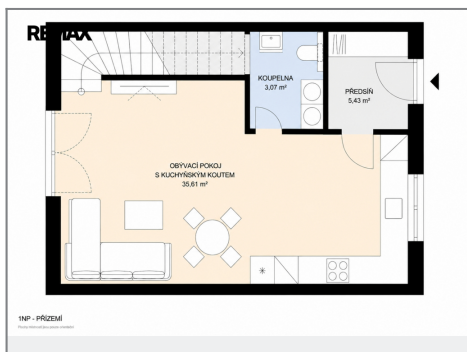 RE/MAX
KOUPELNA
3,07 m²
PŘEDSÍŇ
5,43 m²
OBÝVACÍ POKOJ
S KUCHYŇSKÝM KOUTEM
35,61 m²
1NP - PŘÍZEMÍ